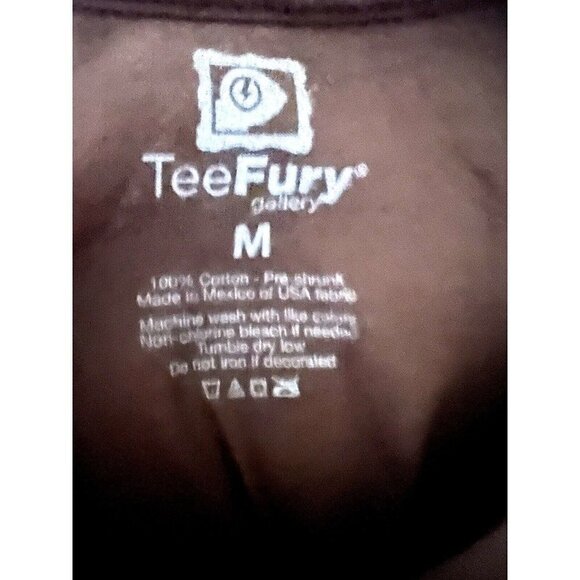 TeeFury®
gallery
M
100% Cotton - Pre-shrunk
Made in Mexico of USA fabric
Machine wash with like colors
Non-chlorine bleach if needed
Tumble dry low
Do not iron if decorated